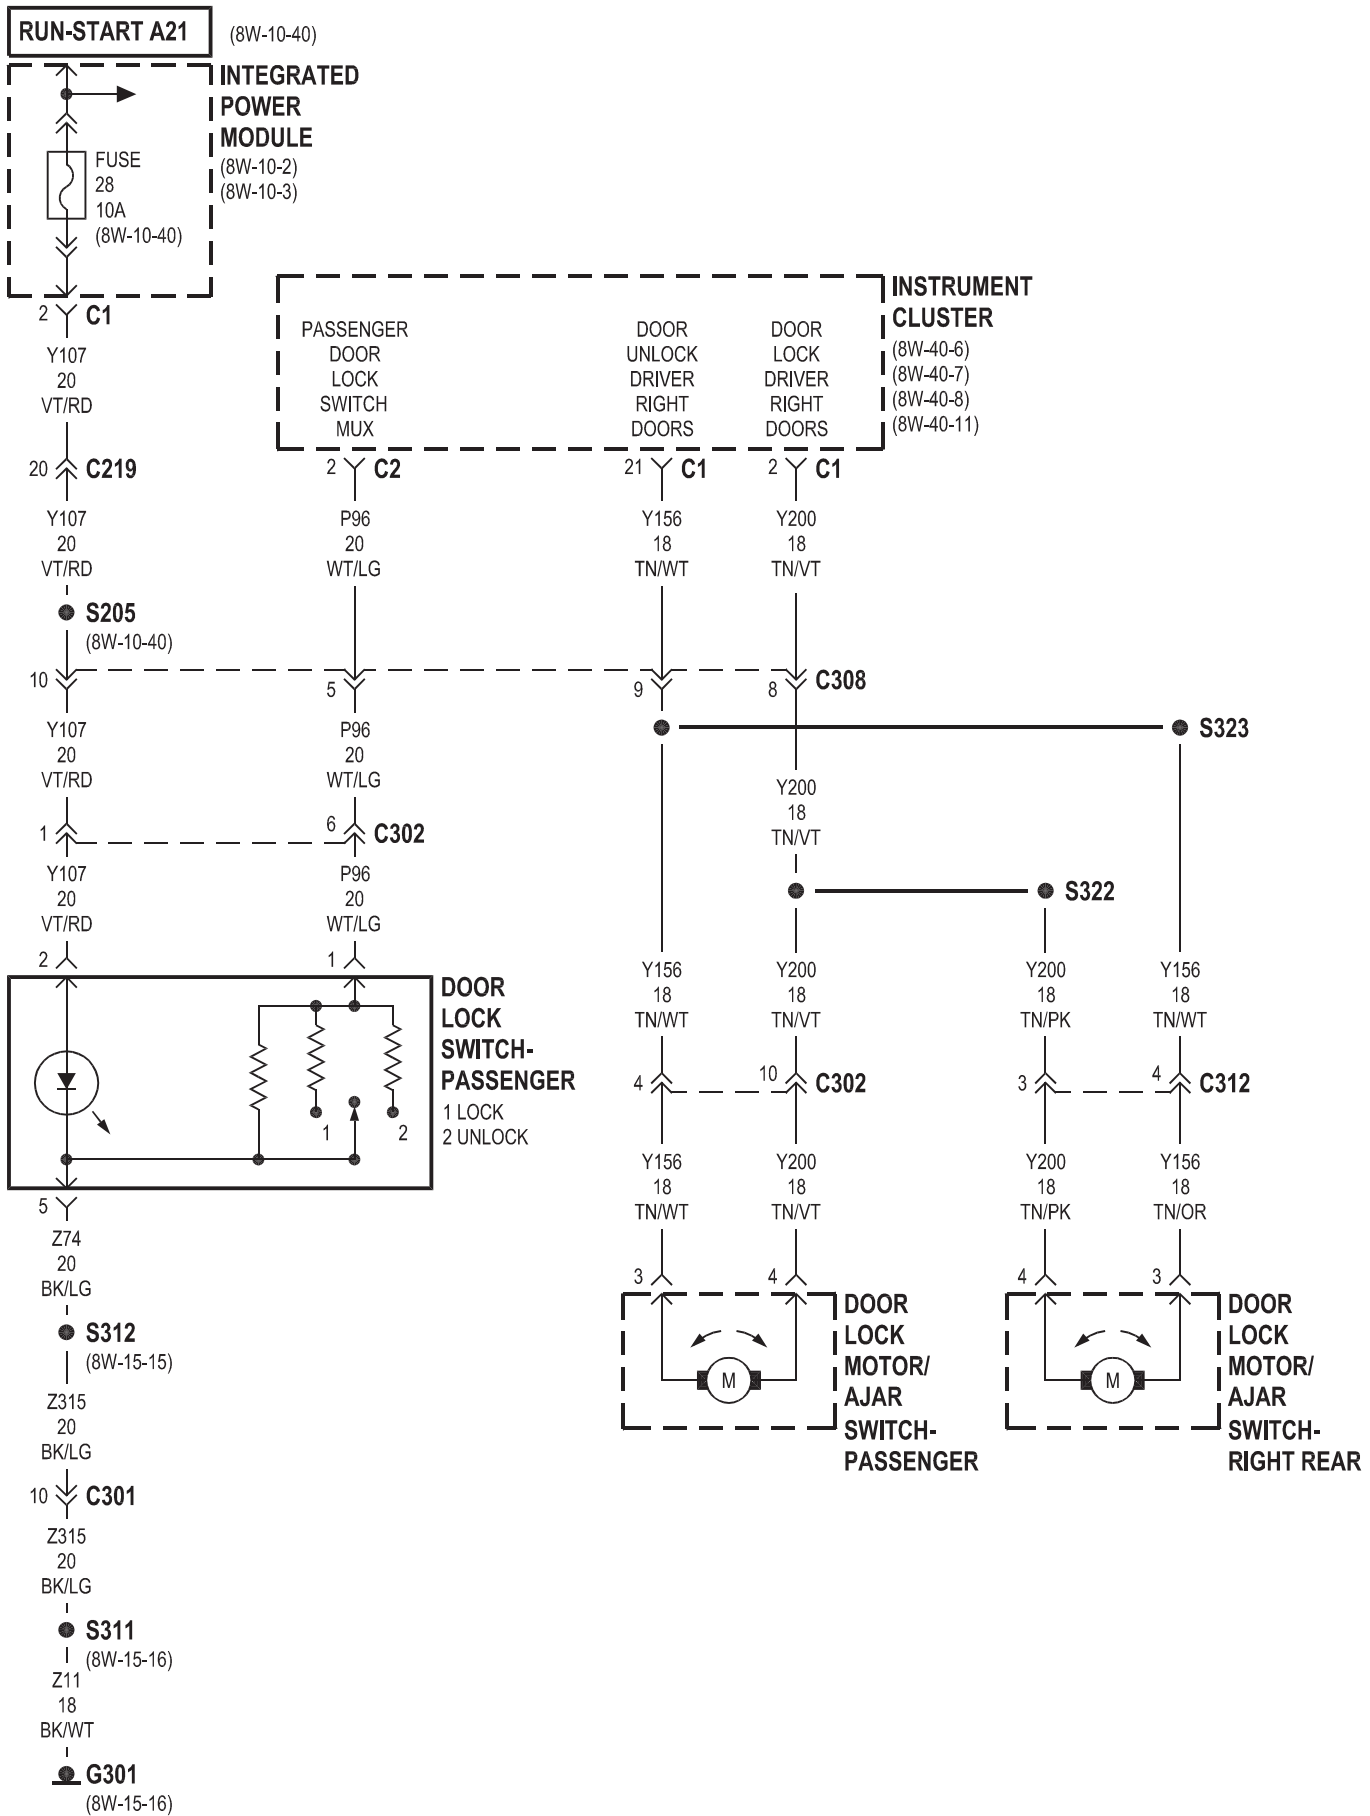 RUN-START A21
(8W-10-40)
INTEGRATED
POWER
MODULE
(8W-10-2)
(8W-10-3)
FUSE
28
10A
(8W-10-40)
2 C1
Y107
20
VT/RD
20 C219
Y107
20
VT/RD
S205
(8W-10-40)
10
Y107
20
VT/RD
1
Y107
20
VT/RD
2
INSTRUMENT
CLUSTER
(8W-40-6)
(8W-40-7)
(8W-40-8)
(8W-40-11)
PASSENGER
DOOR
LOCK
SWITCH
MUX
DOOR
UNLOCK
DRIVER
RIGHT
DOORS
DOOR
LOCK
DRIVER
RIGHT
DOORS
2 C2
21 C1
2 C1
P96
20
WT/LG
Y156
18
TN/WT
Y200
18
TN/VT
5
9
8 C308
P96
20
WT/LG
6 C302
P96
20
WT/LG
1
S323
Y200
18
TN/VT
S322
DOOR
LOCK
SWITCH-
PASSENGER
1 LOCK
2 UNLOCK
1
2
5
Z74
20
BK/LG
S312
(8W-15-15)
Z315
20
BK/LG
10 C301
Z315
20
BK/LG
S311
(8W-15-16)
Z11
18
BK/WT
G301
(8W-15-16)
Y156
18
TN/WT
Y200
18
TN/VT
Y200
18
TN/PK
Y156
18
TN/WT
4
10 C302
3
4 C312
Y156
18
TN/WT
Y200
18
TN/VT
Y200
18
TN/PK
Y156
18
TN/OR
3
4
4
3
M
DOOR
LOCK
MOTOR/
AJAR
SWITCH-
PASSENGER
M
DOOR
LOCK
MOTOR/
AJAR
SWITCH-
RIGHT REAR